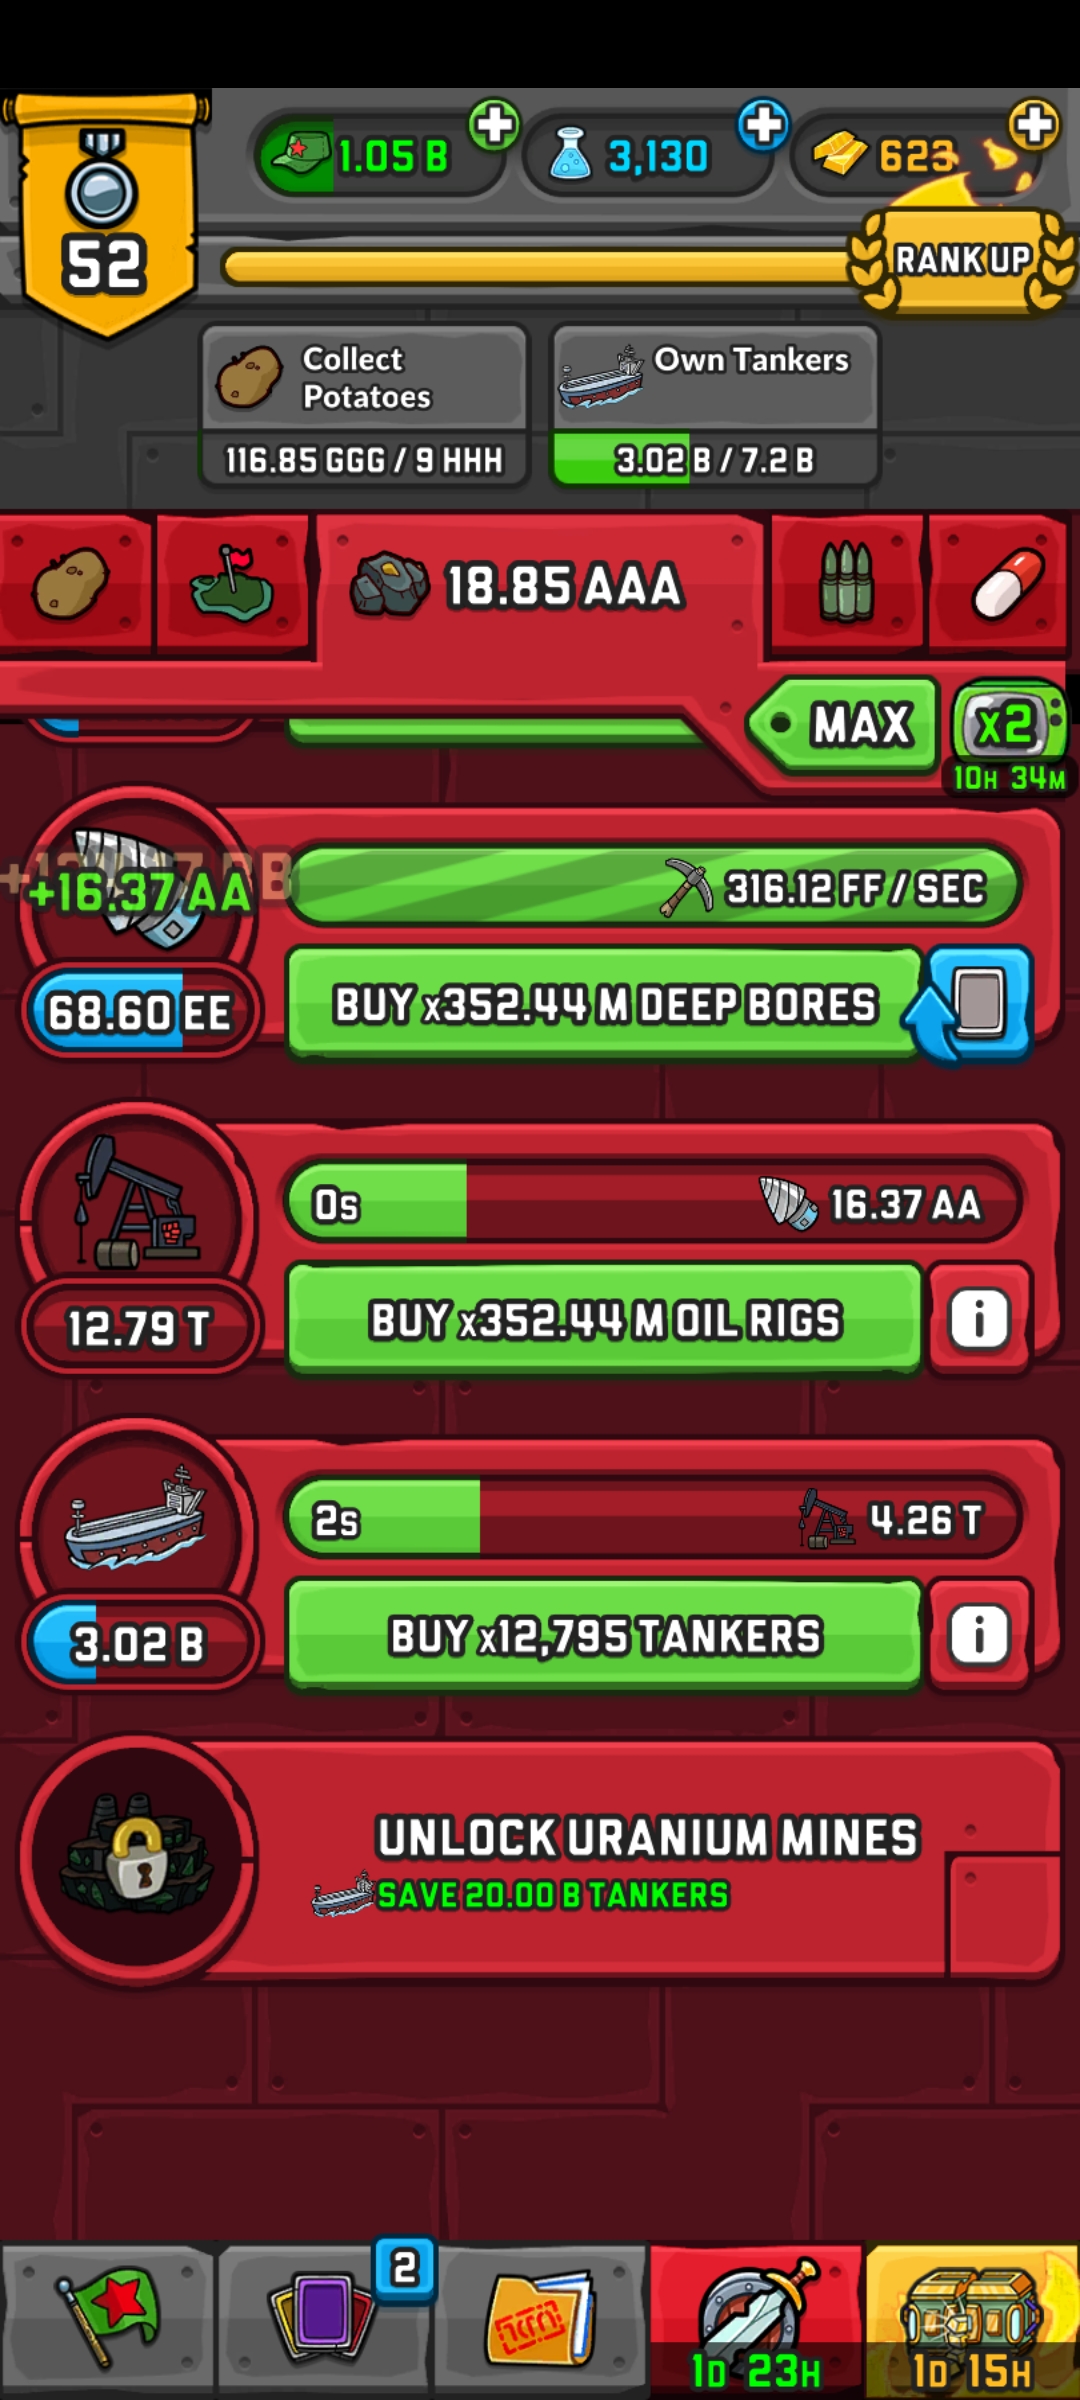 52
1.05 B
3,130
623
RANK UP
Collect
Potatoes
116.85 GGG / 9 HHH
Own Tankers
3.02 B / 7.2 B
18.85 AAA
MAX
x2
10H 34M
+16.37 AA
316.12 FF / SEC
68.60 EE
BUY x352.44 M DEEP BORES
0s
16.37 AA
12.79 T
BUY x352.44 M OIL RIGS
2s
4.26 T
3.02 B
BUY x12,795 TANKERS
UNLOCK URANIUM MINES
SAVE 20.00 B TANKERS
2
1D 23H
1D 15H